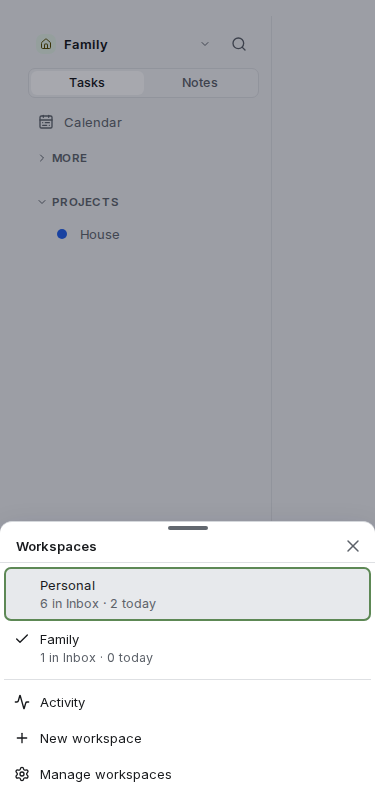 Family
Tasks Notes
Calendar
MORE
PROJECTS
House
Workspaces
Personal
6 in Inbox · 2 today
Family
1 in Inbox · 0 today
Activity
New workspace
Manage workspaces